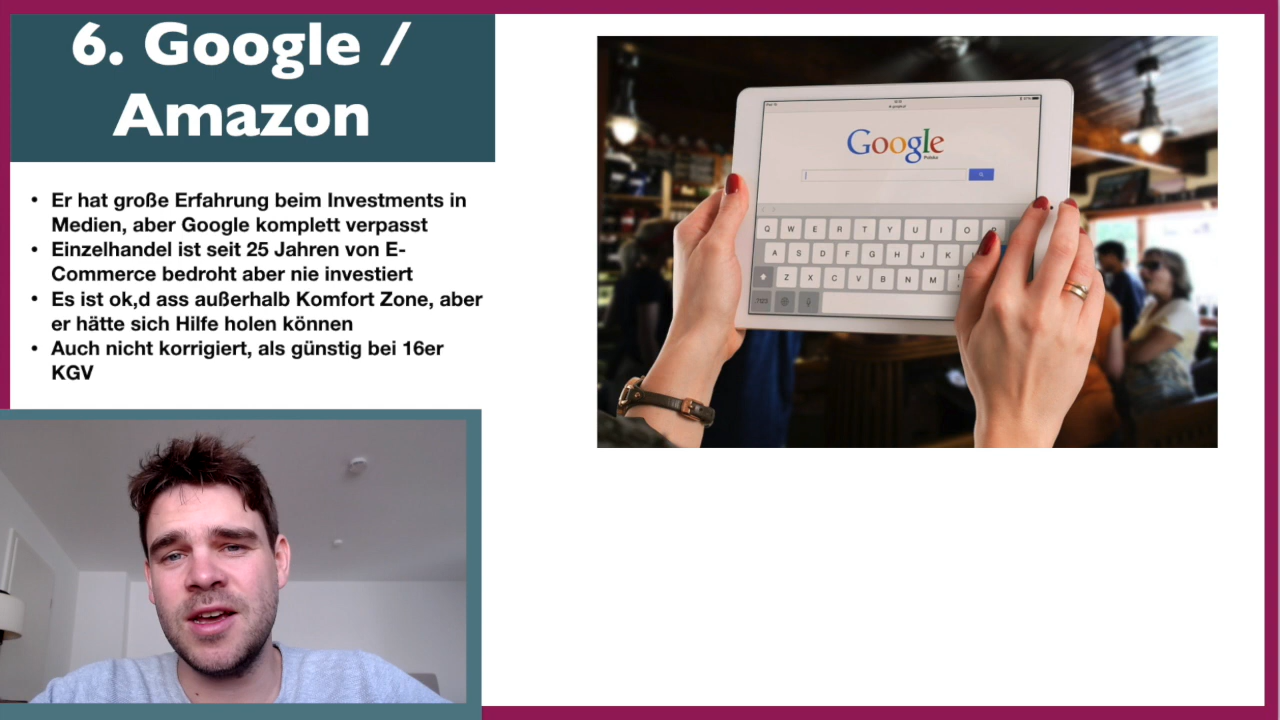 6. Google /
Amazon
• Er hat große Erfahrung beim Investments in
Medien, aber Google komplett verpasst
• Einzelhandel ist seit 25 Jahren von E-
Commerce bedroht aber nie investiert
• Es ist ok,d ass außerhalb Komfort Zone, aber
er hätte sich Hilfe holen können
• Auch nicht korrigiert, als günstig bei 16er
KGV
Google
Polska
Q W E R T Y U I O P
A S D F G H J K
Z X C V B N M